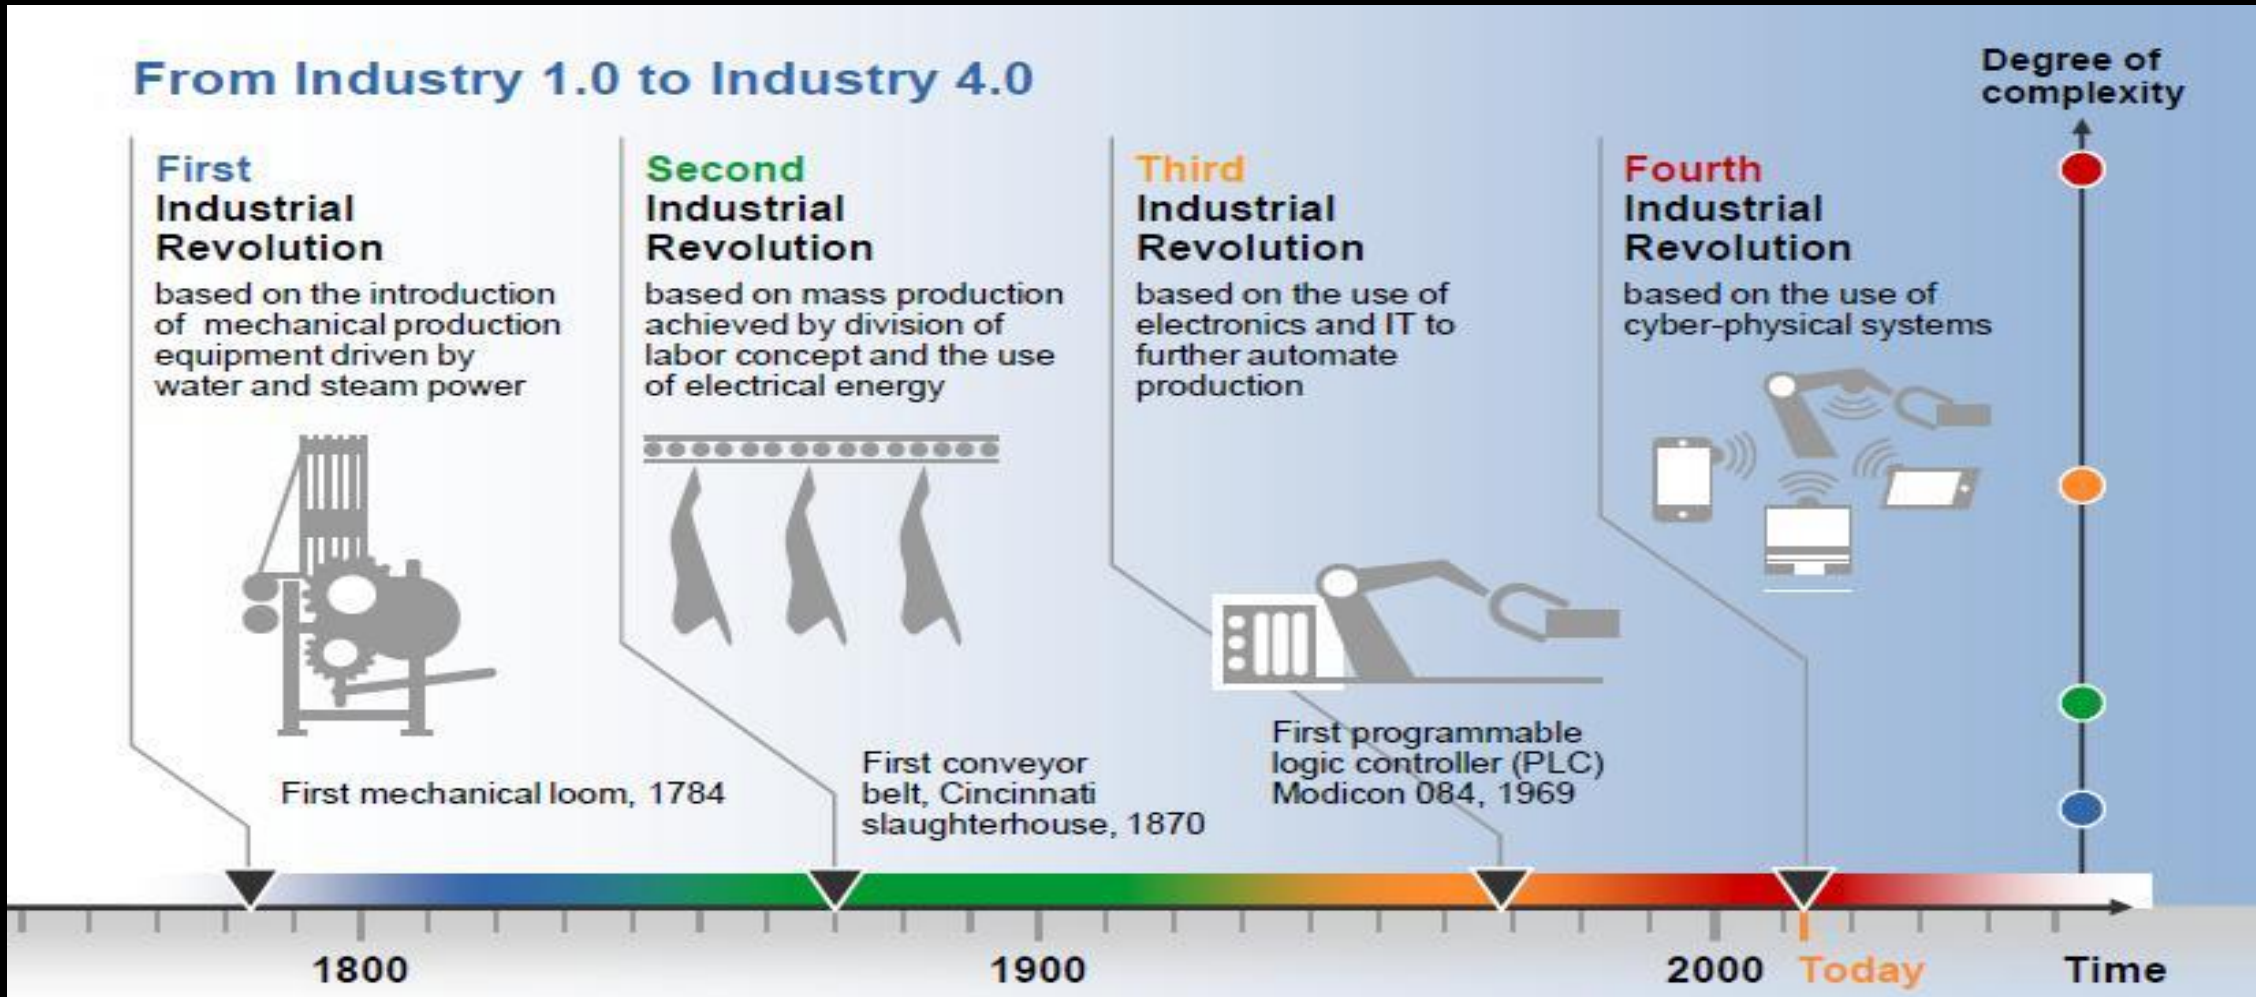 From Industry 1.0 to Industry 4.0
Degree of
complexity
First
Industrial
Revolution
based on the introduction
of mechanical production
equipment driven by
water and steam power
First mechanical loom, 1784
Second
Industrial
Revolution
based on mass production
achieved by division of
labor concept and the use
of electrical energy
First conveyor
belt, Cincinnati
slaughterhouse, 1870
Third
Industrial
Revolution
based on the use of
electronics and IT to
further automate
production
First programmable
logic controller (PLC)
Modicon 084, 1969
Fourth
Industrial
Revolution
based on the use of
cyber-physical systems
1800
1900
2000
Today
Time